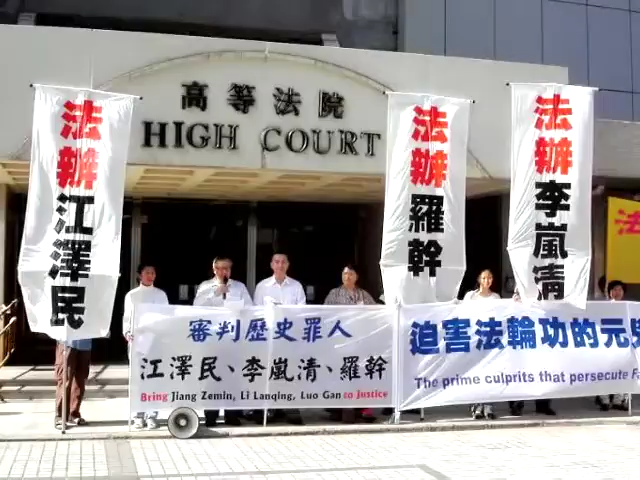 高等法院
HIGH COURT
法辦江澤民
法辦羅幹
法辦李嵐清
法
審判歷史罪人
江澤民、李嵐清、羅幹
Bring Jiang Zemin, Li Lanqing, Luo Gan to Justice
迫害法輪功的元
The prime culprits that persecute